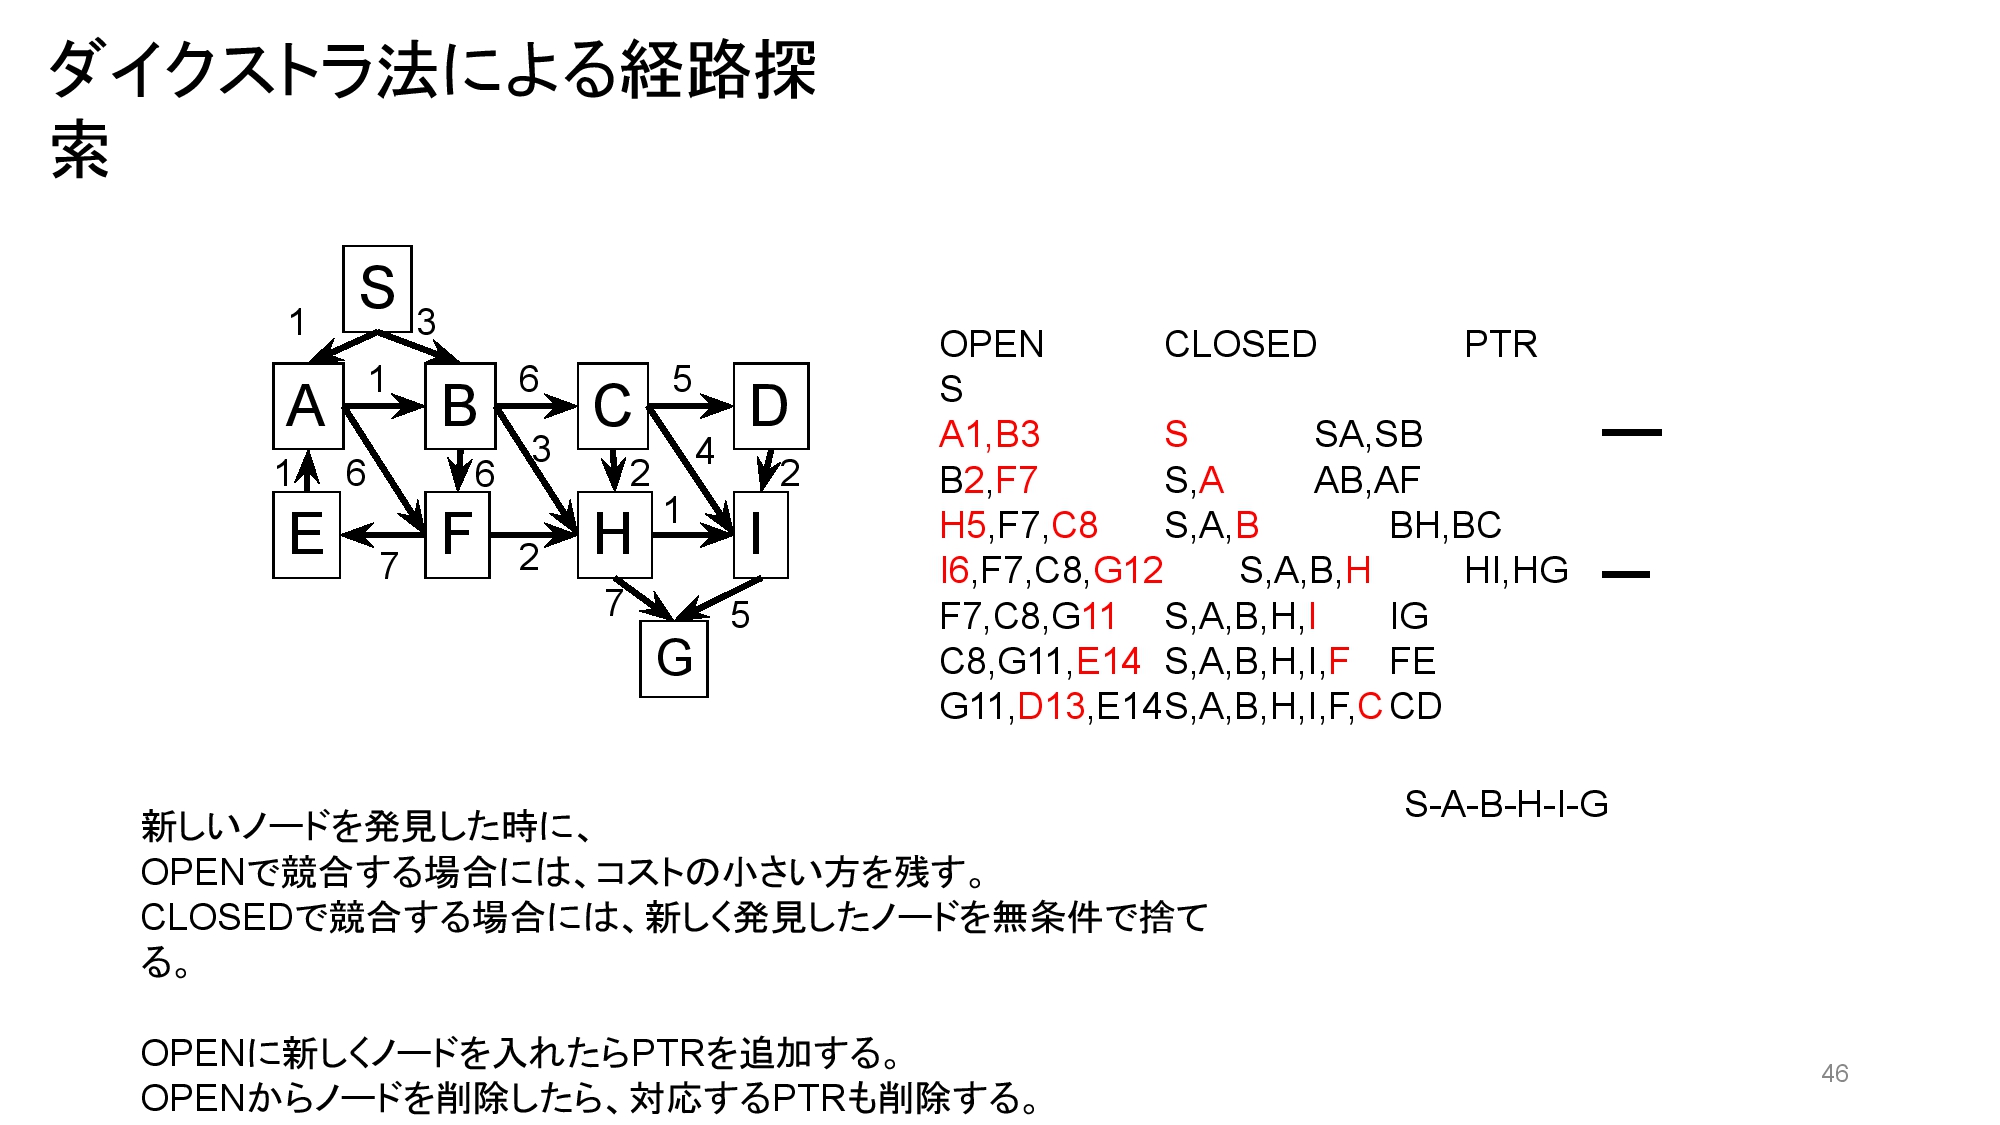 ダイクストラ法による経路探
索
S
1
3
A
1
B
6
C
5
D
1
6
6
3
2
4
2
E
7
F
2
H
1
I
7
5
G
OPEN CLOSED PTR
S
A1,B3 S SA,SB
B2,F7 S,A AB,AF
H5,F7,C8 S,A,B BH,BC
I6,F7,C8,G12 S,A,B,H HI,HG
F7,C8,G11 S,A,B,H,I IG
C8,G11,E14 S,A,B,H,I,F FE
G11,D13,E14S,A,B,H,I,F,C CD
S-A-B-H-I-G
新しいノードを発見した時に、
OPENで競合する場合には、コストの小さい方を残す。
CLOSEDで競合する場合には、新しく発見したノードを無条件で捨て
る。
OPENに新しくノードを入れたらPTRを追加する。
OPENからノードを削除したら、対応するPTRも削除する。
46